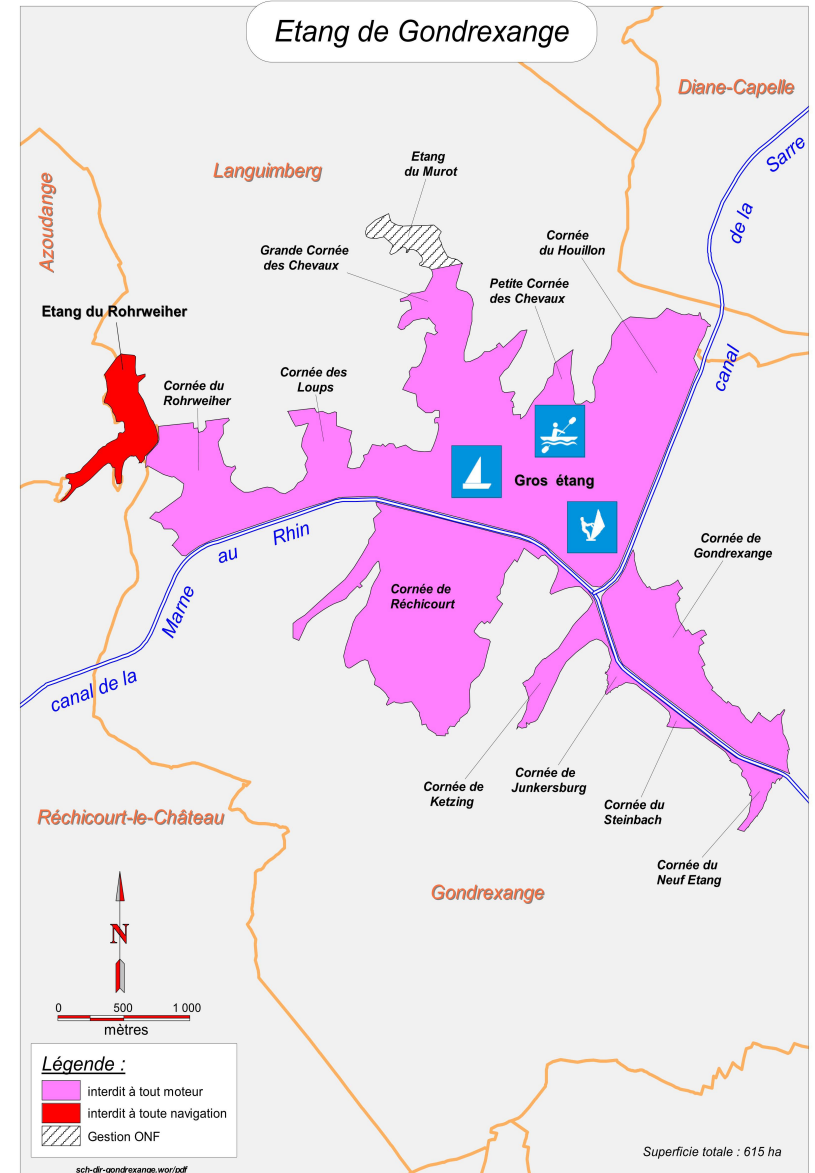 Etang de Gondrexange
Diane-Capelle
Languimberg
Azoudange
Etang
du Murot
Sarre
de la
canal
Grande Cornée
des Chevaux
Cornée
du Houillon
Petite Cornée
des Chevaux
Etang du Rohrweiher
Cornée du
Rohrweiher
Cornée des
Loups
Gros étang
canal de la
Marne
au
Rhin
Cornée de
Gondrexange
Cornée de
Réchicourt
Cornée de
Ketzing
Cornée de
Junkersburg
Cornée du
Steinbach
Cornée du
Neuf Etang
Réchicourt-le-Château
Gondrexange
N
0 500 1 000
mètres
Légende :
interdit à tout moteur
interdit à toute navigation
Gestion ONF
sch-dir-gondrexange.wor/pdf
Superficie totale : 615 ha